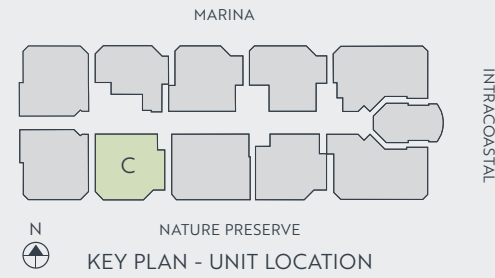 MARINA
INTRACOASTAL
C
N
NATURE PRESERVE
KEY PLAN - UNIT LOCATION